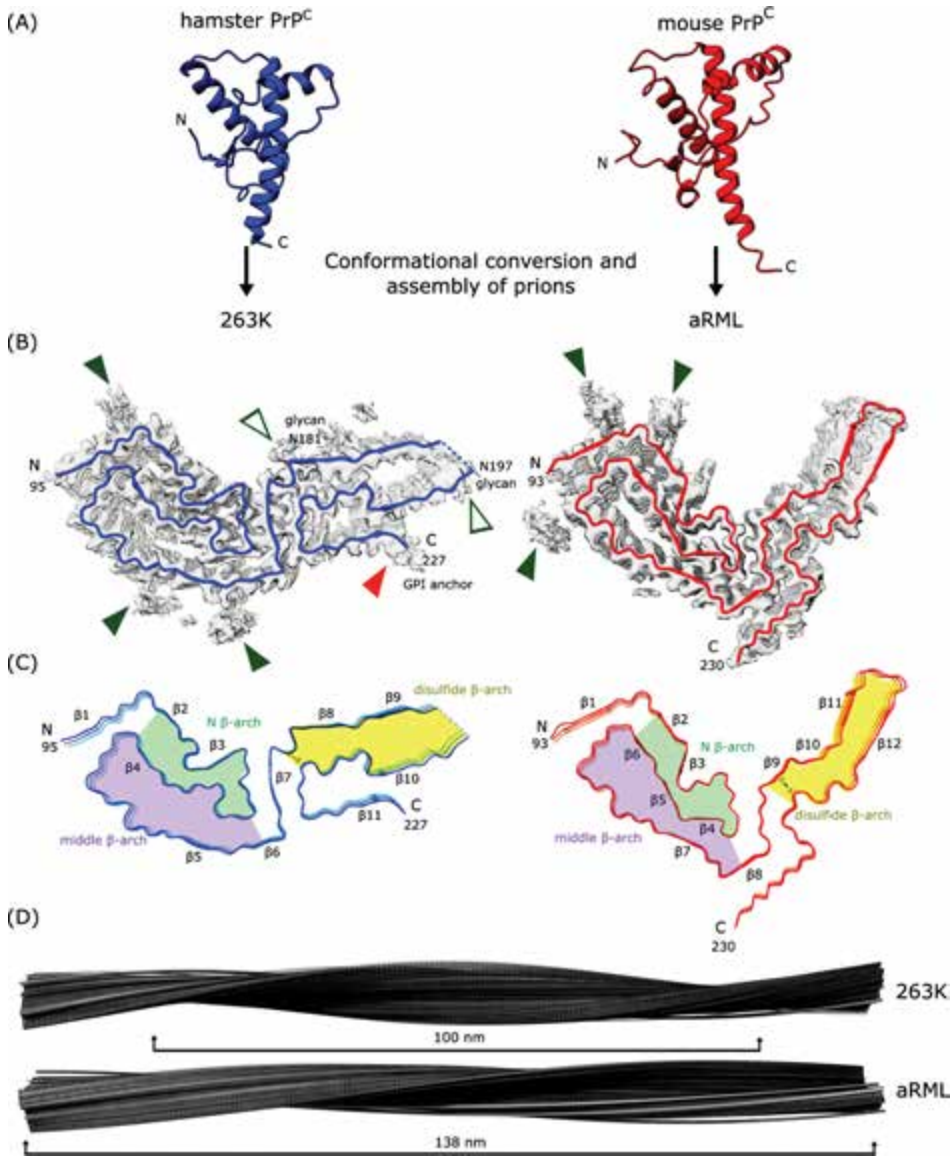 (A)
hamster PrPC
mouse PrPC
N
C
N
C
Conformational conversion and
assembly of prions
263K
aRML
(B)
glycan
N181
N
95
N197
glycan
C
227
GPI anchor
N
93
C
230
(C)
N
95
β1
β2
N β-arch
β3
β4
middle β-arch
β5
β6
β7
β8
β9
disulfide β-arch
β10
β11
C
227
N
93
β1
β2
N β-arch
β3
β6
β5
β4
middle β-arch
β7
β8
β9
β10
β11
β12
disulfide β-arch
C
230
(D)
263K
100 nm
aRML
138 nm